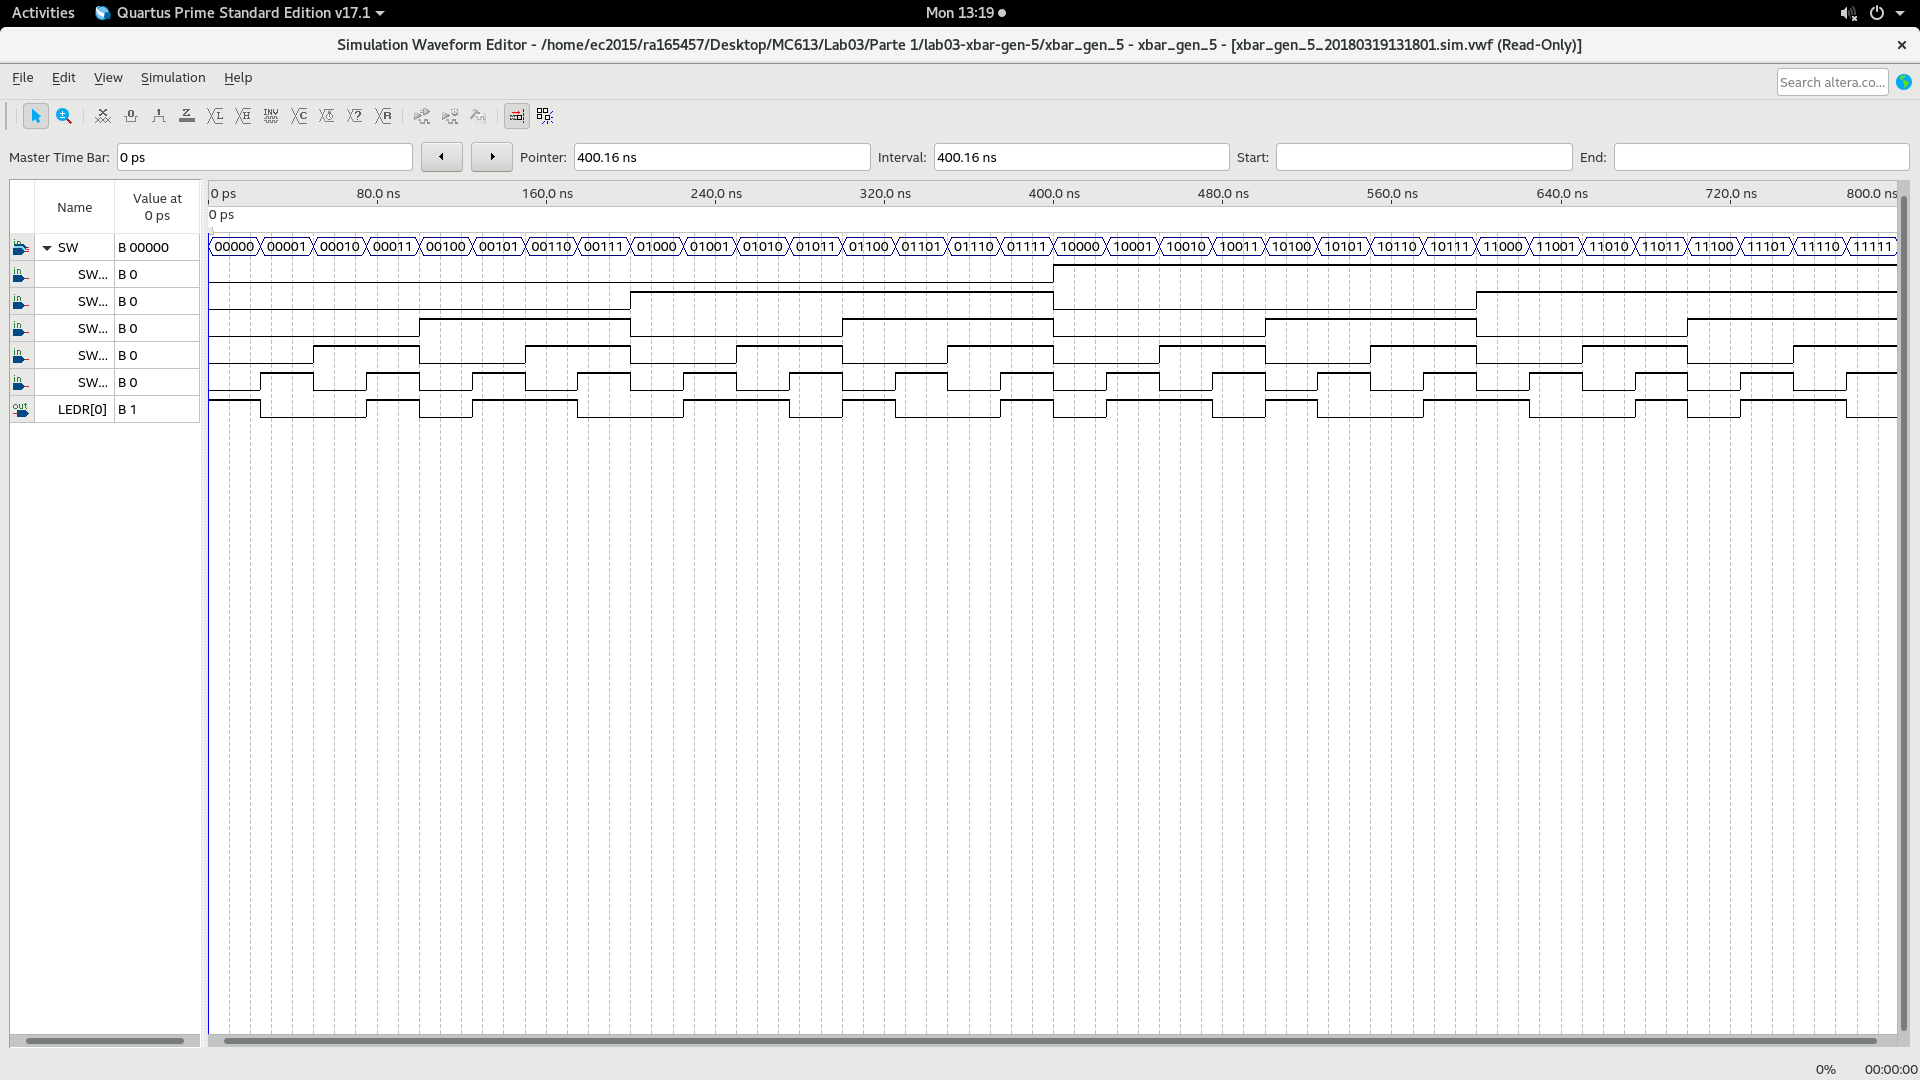 Activities Quartus Prime Standard Edition v17.1 Mon 13:19
Simulation Waveform Editor - /home/ec2015/ra165457/Desktop/MC613/Lab03/Parte 1/lab03-xbar-gen-5/xbar_gen_5 - xbar_gen_5 - [xbar_gen_5_20180319131801.sim.vwf (Read-Only)]
File Edit View Simulation Help Search altera.co...
Master Time Bar: 0 ps Pointer: 400.16 ns Interval: 400.16 ns Start: End:
Name Value at 0 ps
0 ps 80.0 ns 160.0 ns 240.0 ns 320.0 ns 400.0 ns 480.0 ns 560.0 ns 640.0 ns 720.0 ns 800.0 ns
0 ps
SW B 00000 00000 00001 00010 00011 00100 00101 00110 00111 01000 01001 01010 01011 01100 01101 01110 01111 10000 10001 10010 10011 10100 10101 10110 10111 11000 11001 11010 11011 11100 11101 11110 11111
in SW... B 0
in SW... B 0
in SW... B 0
in SW... B 0
in SW... B 0
out LEDR[0] B 1
0% 00:00:00